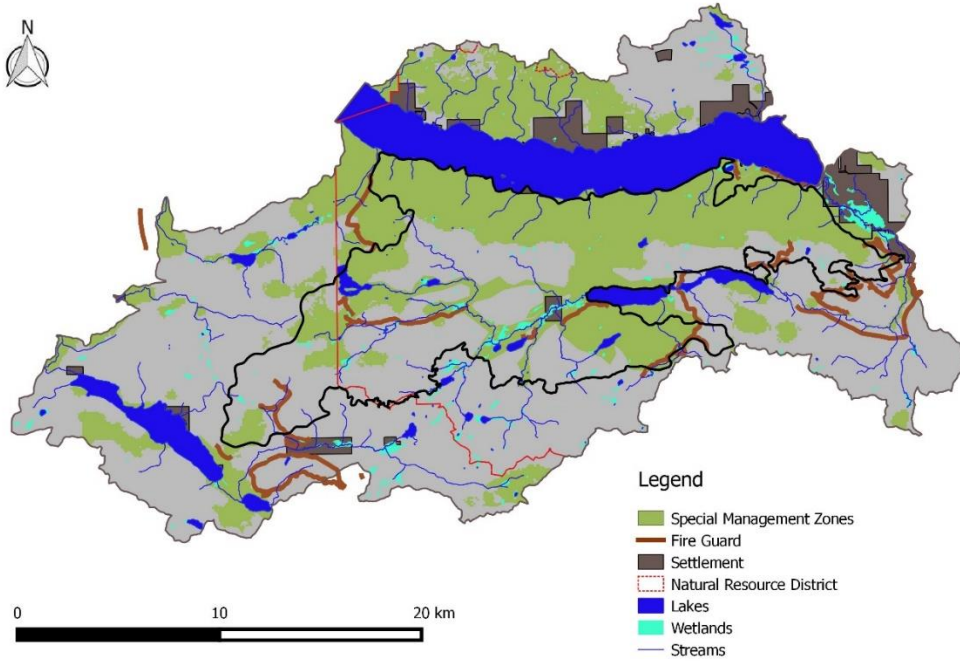 N
Legend
Special Management Zones
Fire Guard
Settlement
Natural Resource District
Lakes
Wetlands
Streams
0 10 20 km